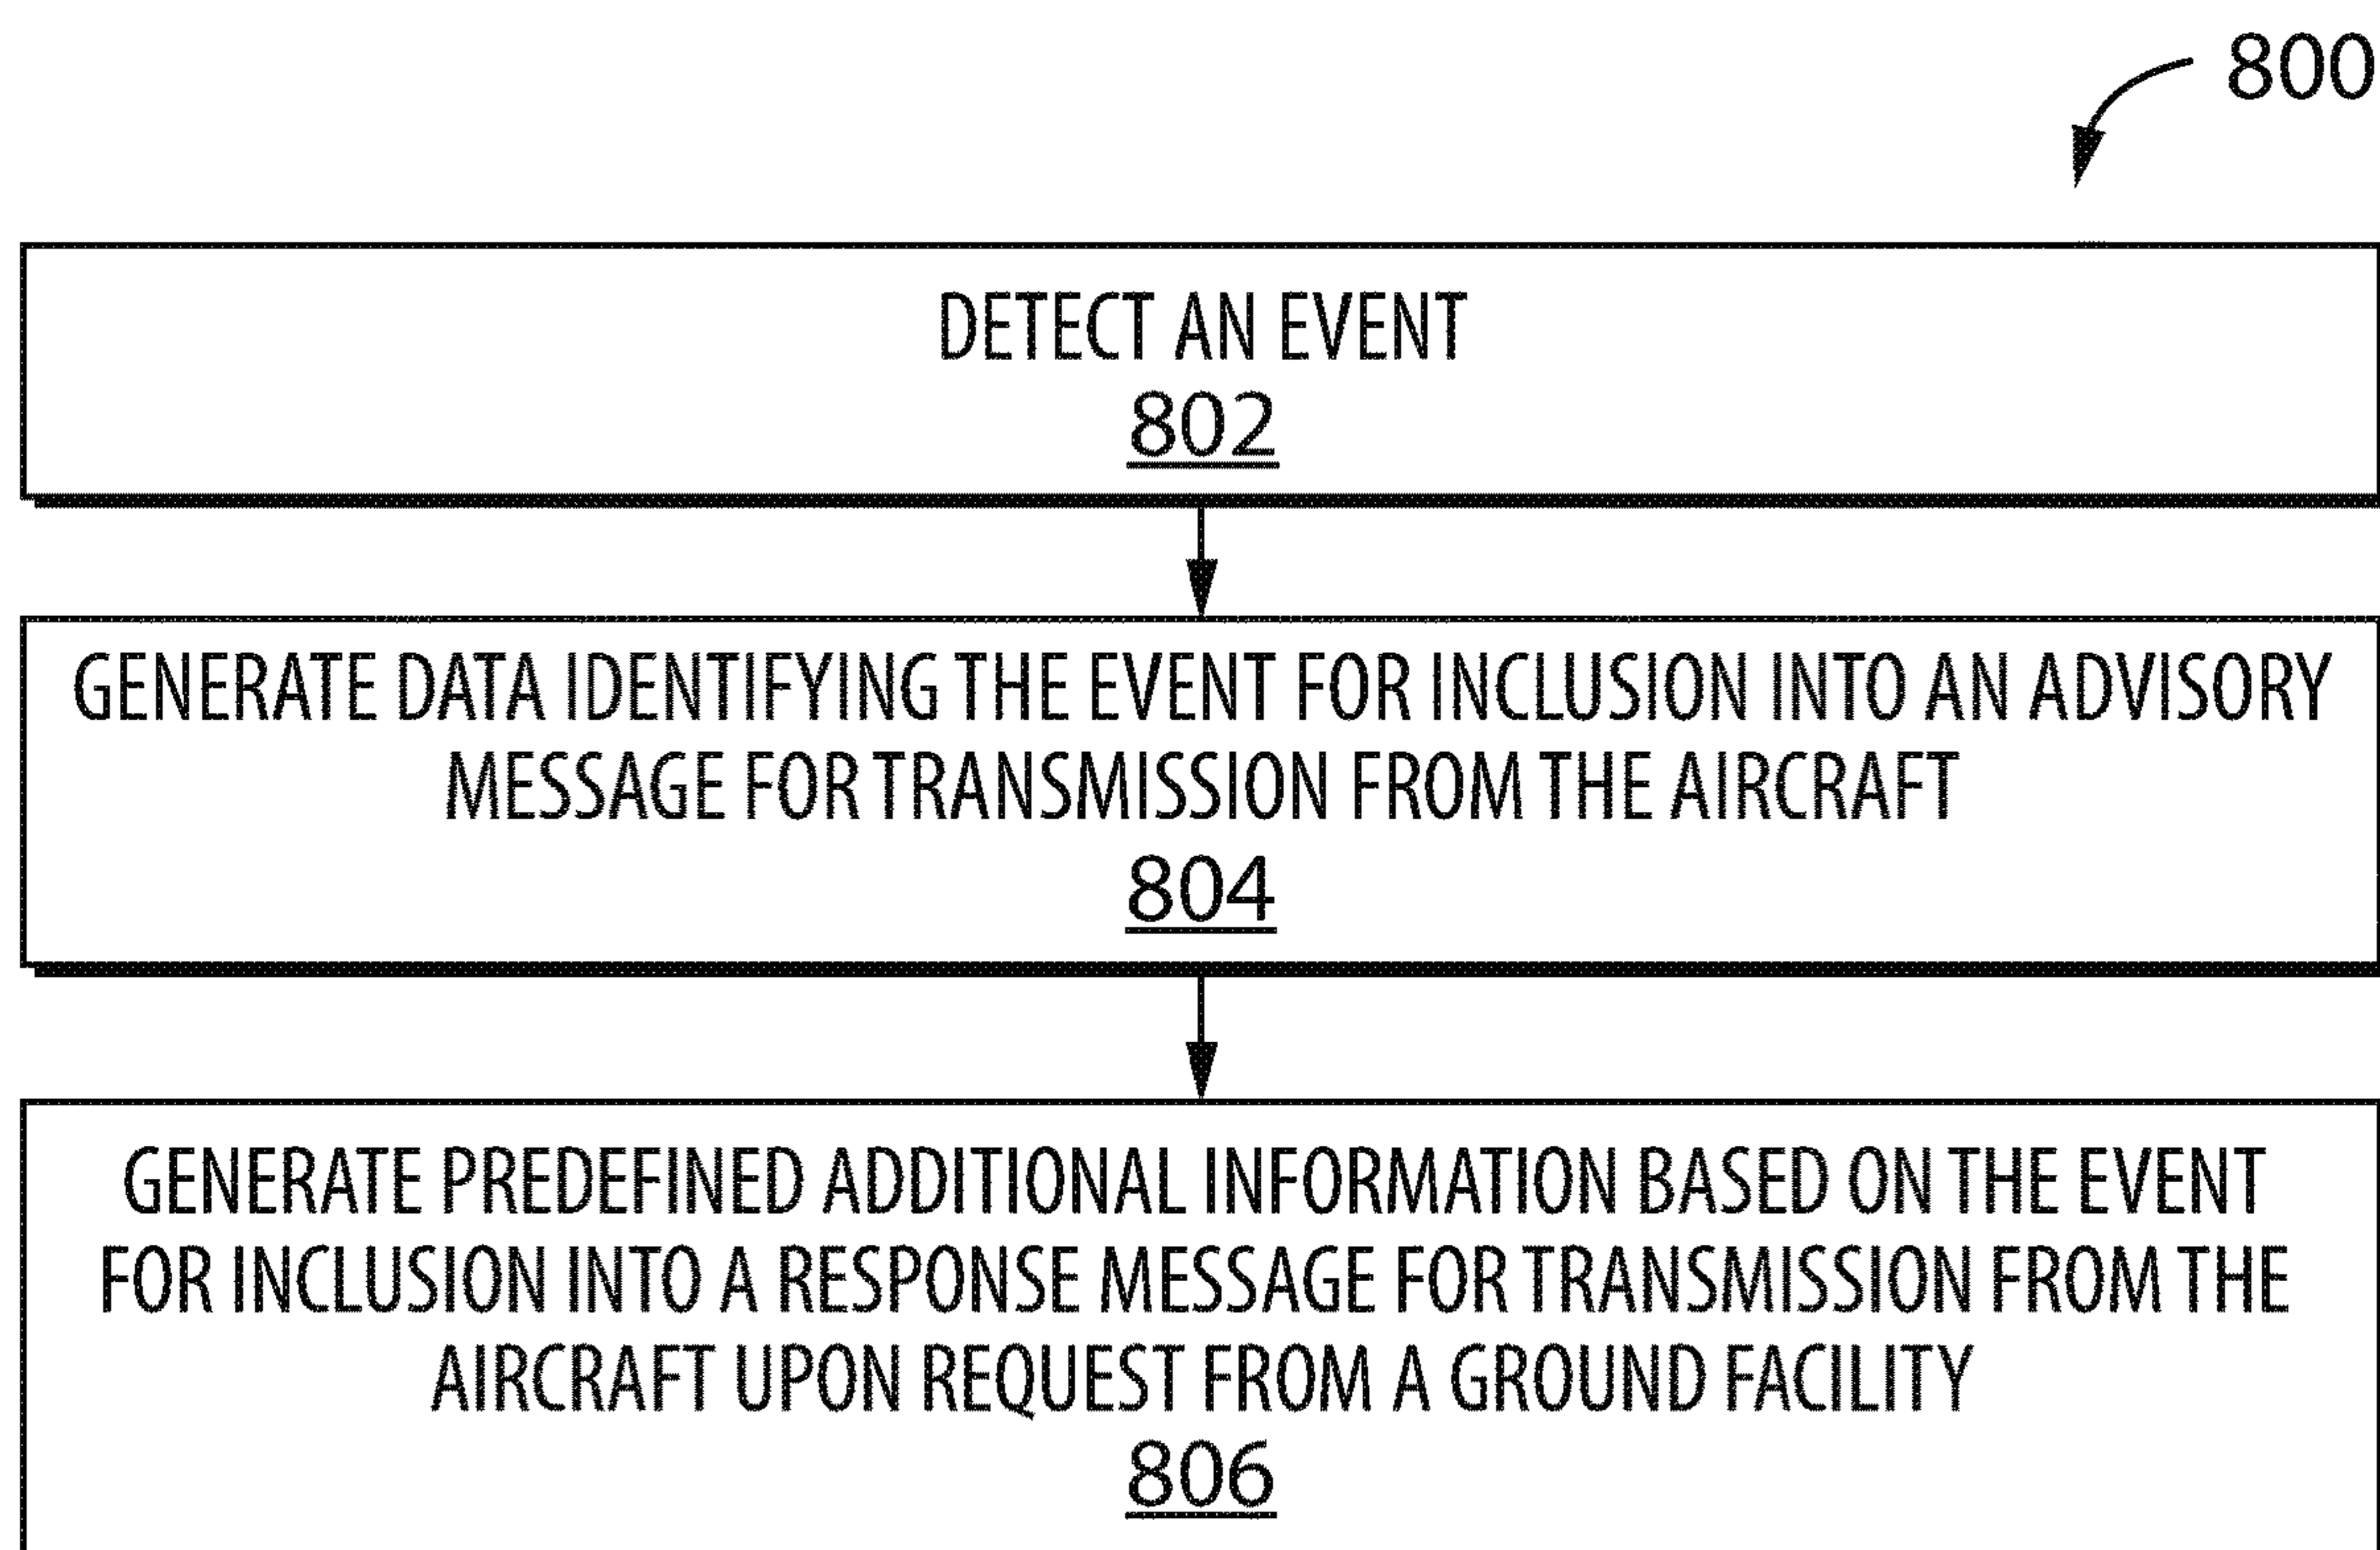 800
DETECT AN EVENT
802
GENERATE DATA IDENTIFYING THE EVENT FOR INCLUSION INTO AN ADVISORY
MESSAGE FOR TRANSMISSION FROM THE AIRCRAFT
804
GENERATE PREDEFINED ADDITIONAL INFORMATION BASED ON THE EVENT
FOR INCLUSION INTO A RESPONSE MESSAGE FOR TRANSMISSION FROM THE
AIRCRAFT UPON REQUEST FROM A GROUND FACILITY
806